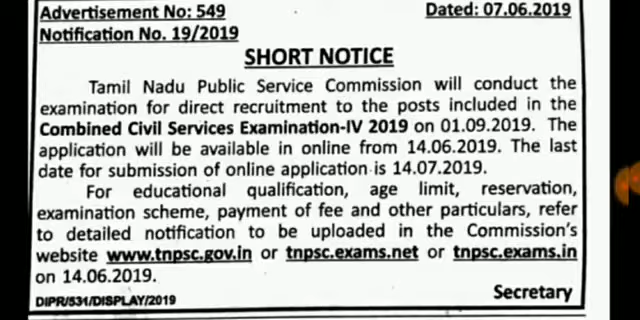 Advertisement No: 549 Dated: 07.06.2019
Notification No. 19/2019
SHORT NOTICE
Tamil Nadu Public Service Commission will conduct the
examination for direct recruitment to the posts included in the
Combined Civil Services Examination-IV 2019 on 01.09.2019. The
application will be available in online from 14.06.2019. The last
date for submission of online application is 14.07.2019.
For educational qualification, age limit, reservation,
examination scheme, payment of fee and other particulars, refer
to detailed notification to be uploaded in the Commission's
website www.tnpsc.gov.in or tnpsc.exams.net or tnpsc.exams.in
on 14.06.2019.
DIPR/531/DISPLAY/2019 Secretary